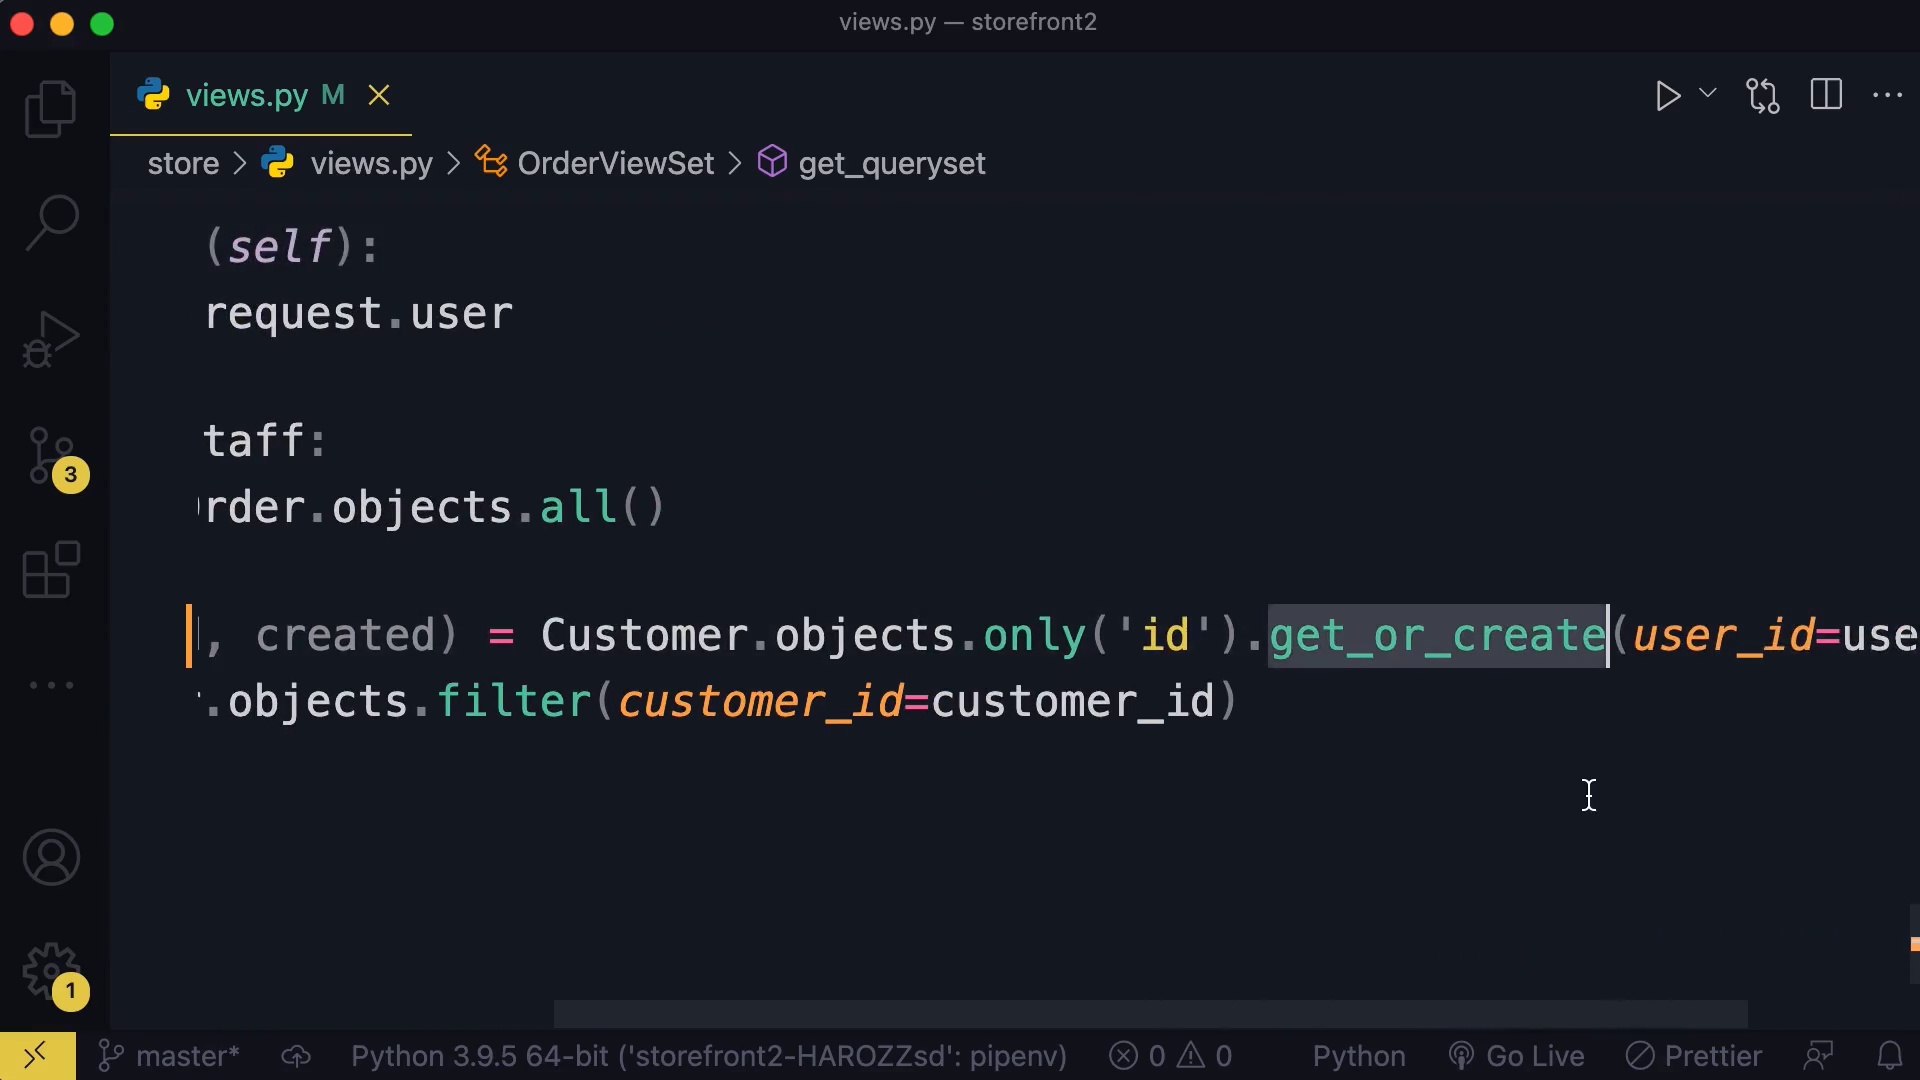 views.py — storefront2
views.py M
store > views.py > OrderViewSet > get_queryset
(self):
request.user
taff:
rder.objects.all()
, created) = Customer.objects.only('id').get_or_create(user_id=use
.objects.filter(customer_id=customer_id)
3
1
master* Python 3.9.5 64-bit ('storefront2-HAROZZsd': pipenv) 0 0 Python Go Live Prettier